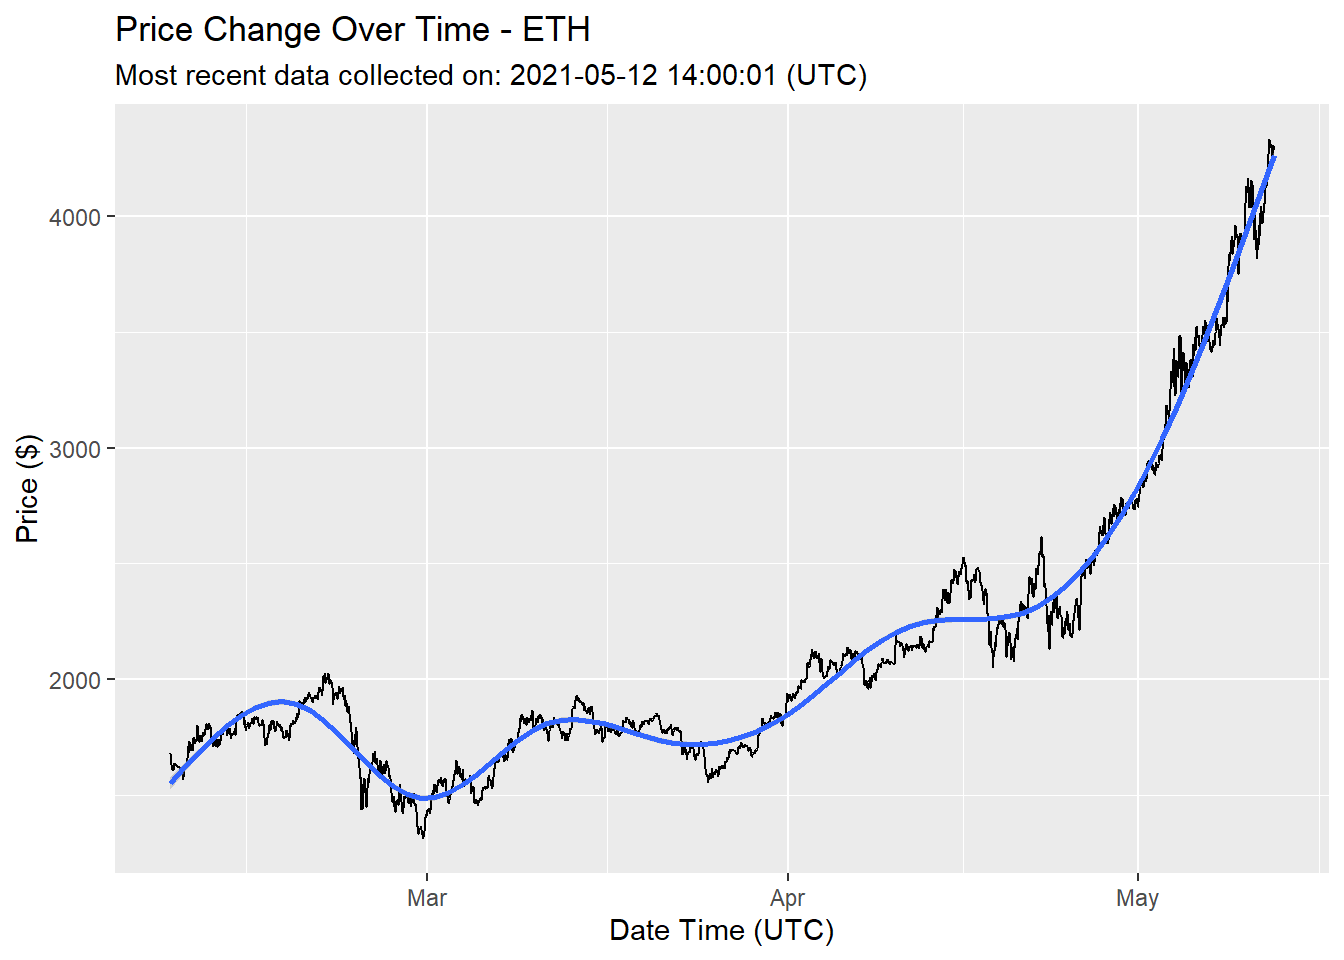 Price Change Over Time - ETH
Most recent data collected on: 2021-05-12 14:00:01 (UTC)
4000
3000
2000
Price ($)
Mar
Apr
May
Date Time (UTC)